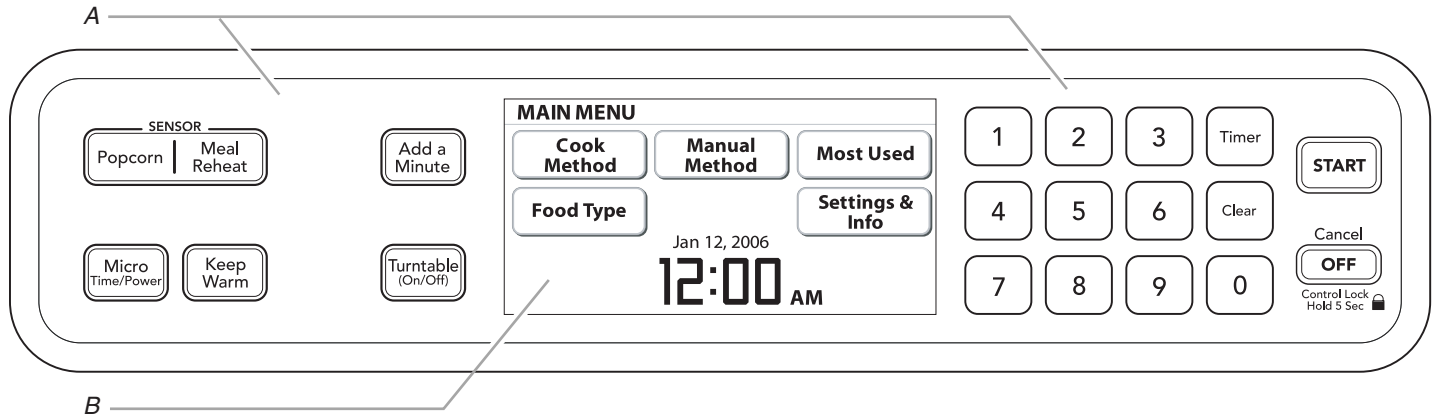 A
SENSOR
Popcorn
Meal
Reheat
Add a
Minute
Micro
Time/Power
Keep
Warm
Turntable
(On/Off)
MAIN MENU
Cook
Method
Manual
Method
Most Used
Food Type
Settings &
Info
Jan 12, 2006
12:00 AM
1 2 3 Timer
4 5 6 Clear
7 8 9 0
START
Cancel
OFF
Control Lock
Hold 5 Sec
B